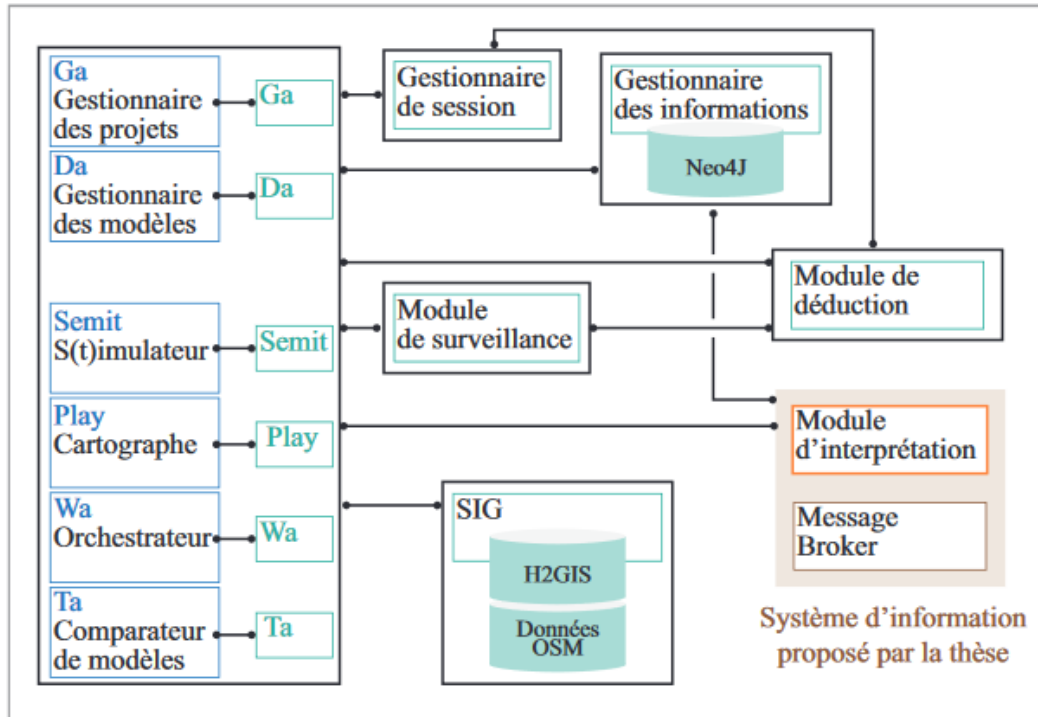 Ga
Gestionnaire
des projets
Ga
Da
Gestionnaire
des modèles
Da
Semit
S(t)imulateur
Semit
Play
Cartographe
Play
Wa
Orchestrateur
Wa
Ta
Comparateur
de modèles
Ta
Gestionnaire
de session
Gestionnaire
des informations
Neo4J
Module de
déduction
Module
de surveillance
Module
d'interprétation
Message
Broker
SIG
H2GIS
Données
OSM
Système d'information
proposé par la thèse